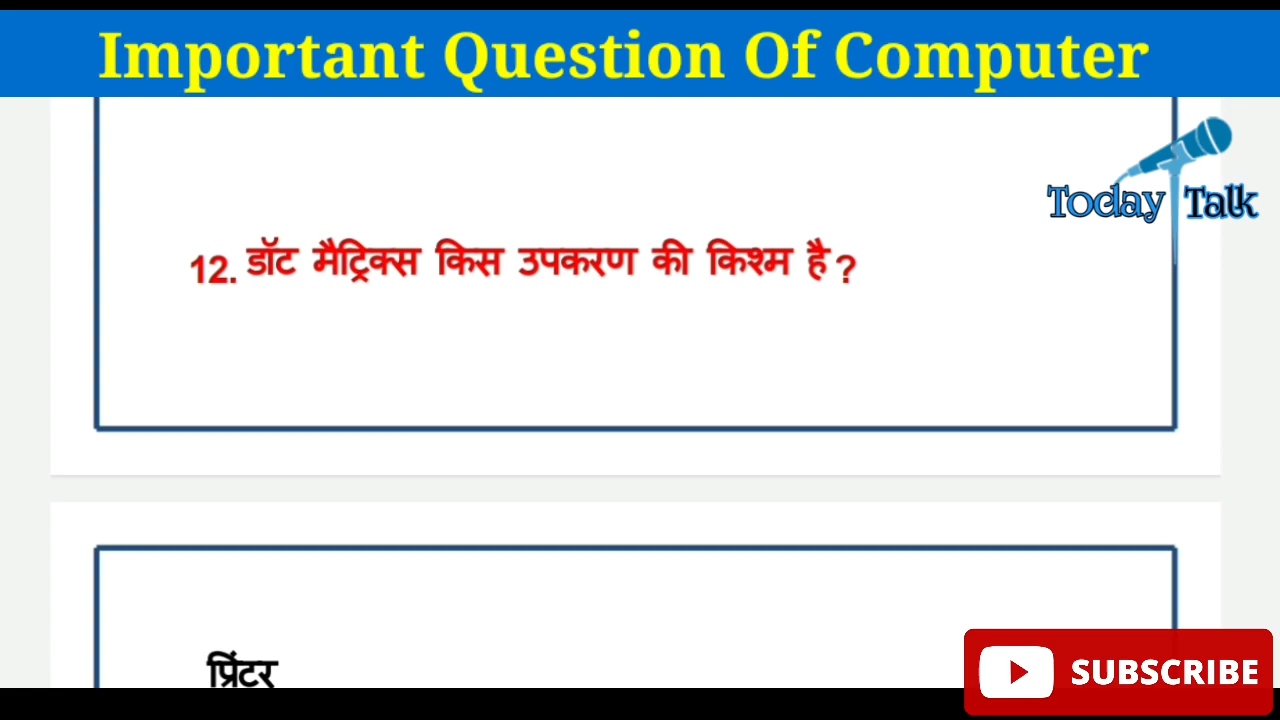 Important Question Of Computer
Today Talk
12. डॉट मैट्रिक्स किस उपकरण की किश्म है ?
प्रिंटर
SUBSCRIBE